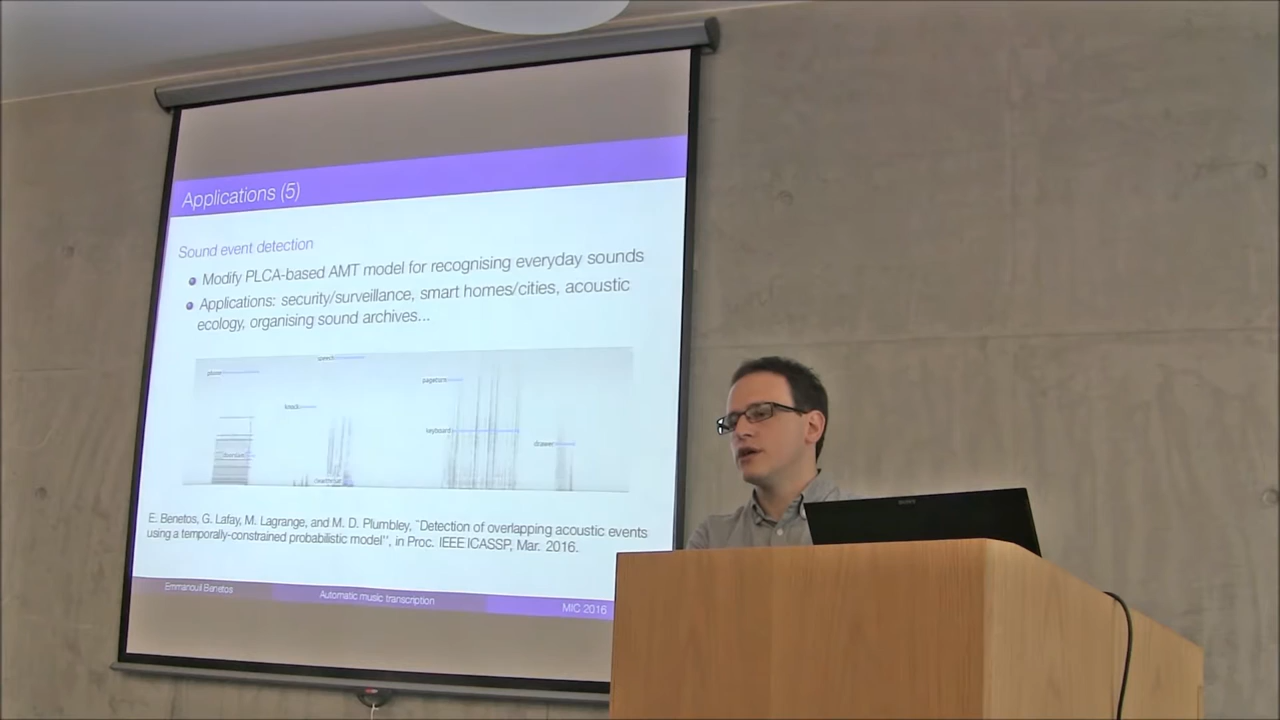 Applications (5)
Sound event detection
Modify PLCA-based AMT model for recognising everyday sounds
Applications: security/surveillance, smart homes/cities, acoustic
ecology, organising sound archives...
speech
phone
pageturn
knock
keyboard
drawer
doorslam
clearthroat
E. Benetos, G. Lafay, M. Lagrange, and M. D. Plumbley, ``Detection of overlapping acoustic events
using a temporally-constrained probabilistic model'', in Proc. IEEE ICASSP, Mar. 2016.
Emmanouil Benetos
Automatic music transcription
MIC 2016
SONY